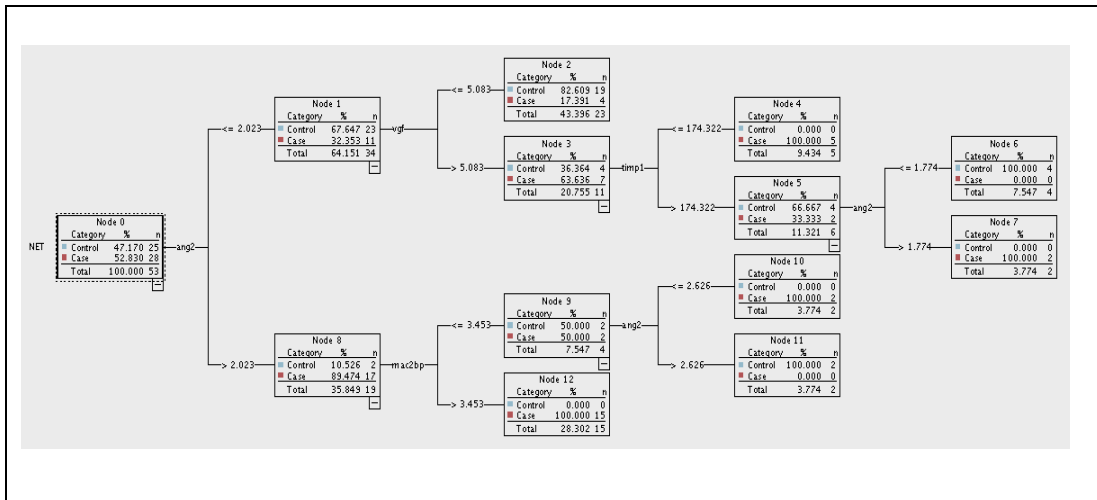 NET
Node 0
Category % n
Control 47.170 25
Case 52.830 28
Total 100.000 53
ang2
<= 2.023
Node 1
Category % n
Control 67.647 23
Case 32.353 11
Total 64.151 34
vgf
<= 5.083
Node 2
Category % n
Control 82.609 19
Case 17.391 4
Total 43.396 23
> 5.083
Node 3
Category % n
Control 36.364 4
Case 63.636 7
Total 20.755 11
timp1
<= 174.322
Node 4
Category % n
Control 0.000 0
Case 100.000 5
Total 9.434 5
> 174.322
Node 5
Category % n
Control 66.667 4
Case 33.333 2
Total 11.321 6
ang2
<= 1.774
Node 6
Category % n
Control 100.000 4
Case 0.000 0
Total 7.547 4
> 1.774
Node 7
Category % n
Control 0.000 0
Case 100.000 2
Total 3.774 2
> 2.023
Node 8
Category % n
Control 10.526 2
Case 89.474 17
Total 35.849 19
mac2bp
<= 3.453
Node 9
Category % n
Control 50.000 2
Case 50.000 2
Total 7.547 4
ang2
<= 2.626
Node 10
Category % n
Control 0.000 0
Case 100.000 2
Total 3.774 2
> 2.626
Node 11
Category % n
Control 100.000 2
Case 0.000 0
Total 3.774 2
> 3.453
Node 12
Category % n
Control 0.000 0
Case 100.000 15
Total 28.302 15